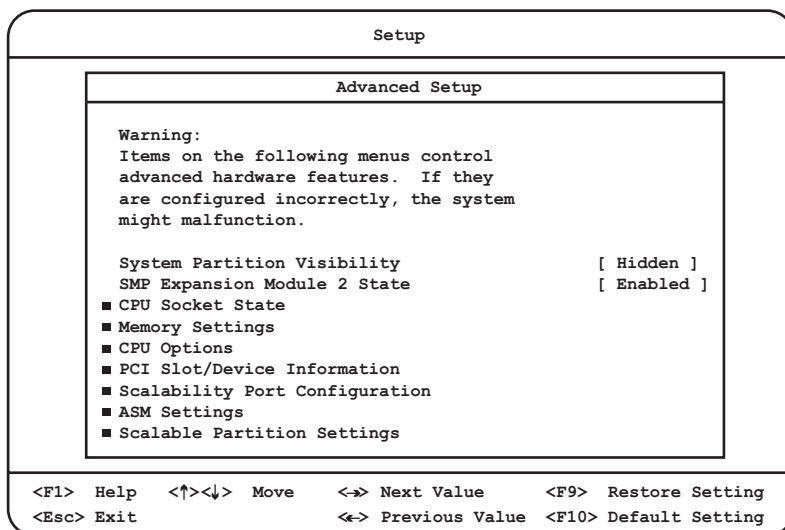 Setup
Advanced Setup
Warning:
Items on the following menus control
advanced hardware features. If they
are configured incorrectly, the system
might malfunction.
System Partition Visibility [ Hidden ]
SMP Expansion Module 2 State [ Enabled ]
■ CPU Socket State
■ Memory Settings
■ CPU Options
■ PCI Slot/Device Information
■ Scalability Port Configuration
■ ASM Settings
■ Scalable Partition Settings
<F1> Help <↑><↓> Move <→> Next Value <F9> Restore Setting
<Esc> Exit <←> Previous Value <F10> Default Setting